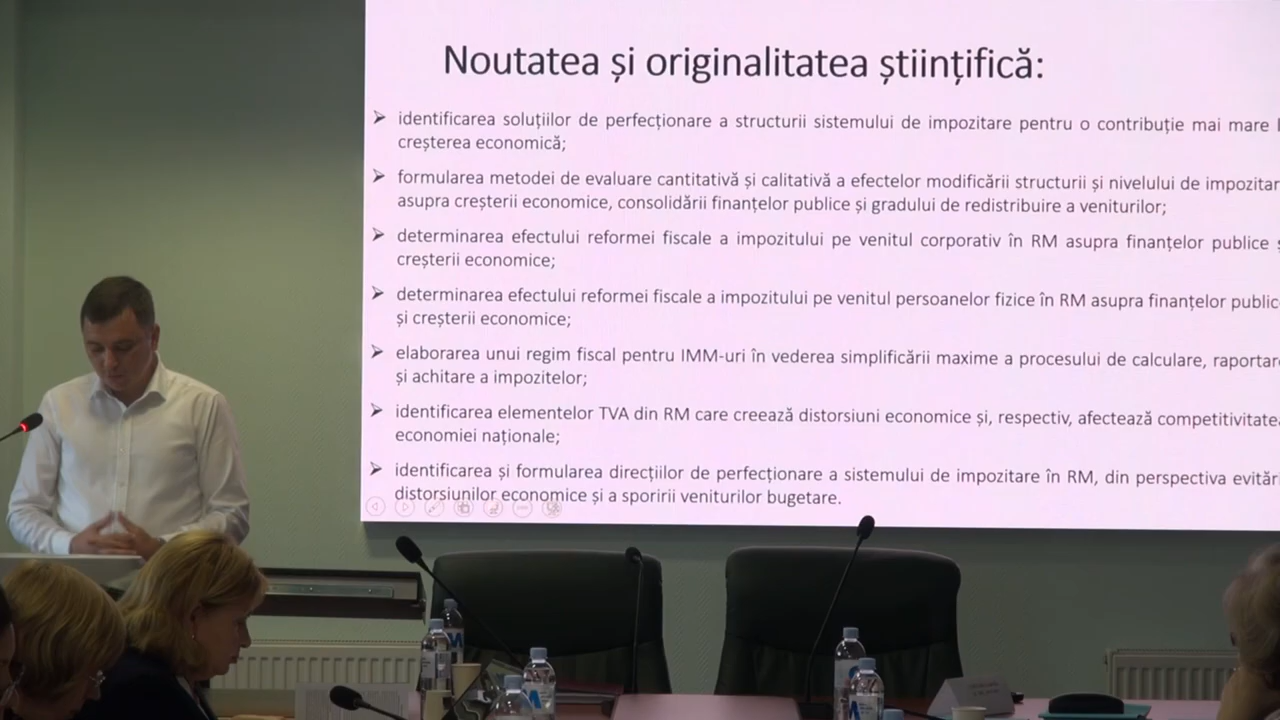 Noutatea și originalitatea științifică:
➢ identificarea soluțiilor de perfecționare a structurii sistemului de impozitare pentru o contribuție mai mare
creșterea economică;
➢ formularea metodei de evaluare cantitativă și calitativă a efectelor modificării structurii și nivelului de impozitar
asupra creșterii economice, consolidării finanțelor publice și gradului de redistribuire a veniturilor;
➢ determinarea efectului reformei fiscale a impozitului pe venitul corporativ în RM asupra finanțelor publice
creșterii economice;
➢ determinarea efectului reformei fiscale a impozitului pe venitul persoanelor fizice în RM asupra finanțelor public
și creșterii economice;
➢ elaborarea unui regim fiscal pentru IMM-uri în vederea simplificării maxime a procesului de calculare, raportar
și achitare a impozitelor;
➢ identificarea elementelor TVA din RM care creează distorsiuni economice și, respectiv, afectează competitivitatea
economiei naționale;
➢ identificarea și formularea direcțiilor de perfecționare a sistemului de impozitare în RM, din perspectiva evitări
distorsiunilor economice și a sporirii veniturilor bugetare.